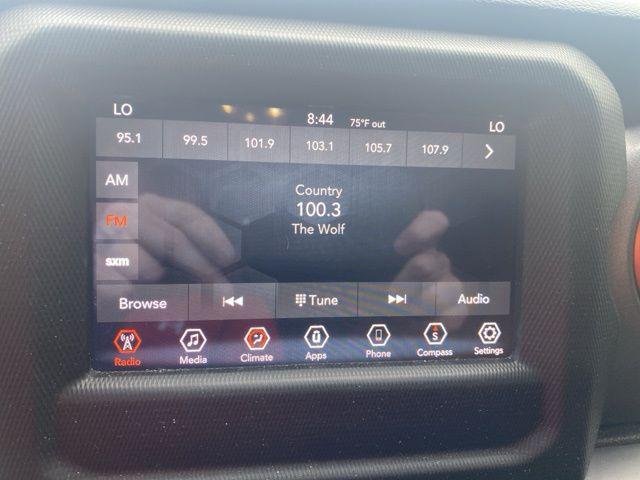 LO 8:44 75°F out LO
95.1 99.5 101.9 103.1 105.7 107.9
AM
FM
sxm
Country
100.3
The Wolf
Browse Tune Audio
Radio Media Climate Apps Phone Compass Settings
S